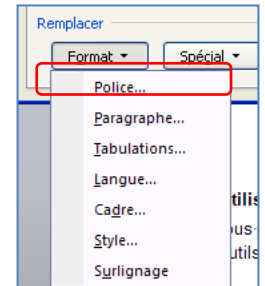 Remplacer
Format Spécial
Police...
Paragraphe...
Tabulations...
Langue...
Cadre...
Style...
Surlignage